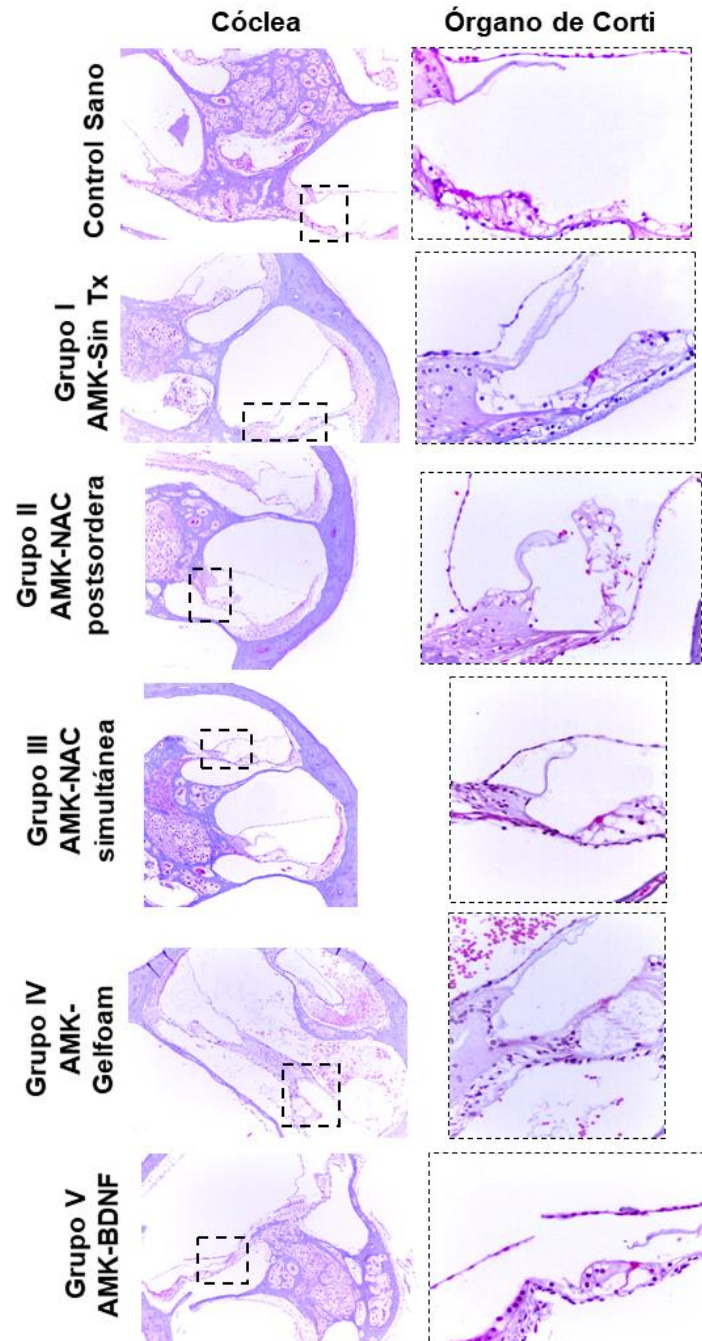 Cóclea
Órgano de Corti
Control Sano
Grupo I
AMK-Sin Tx
Grupo II
AMK-NAC
postsordera
Grupo III
AMK-NAC
simultánea
Grupo IV
AMK-
Gelfoam
Grupo V
AMK-BDNF